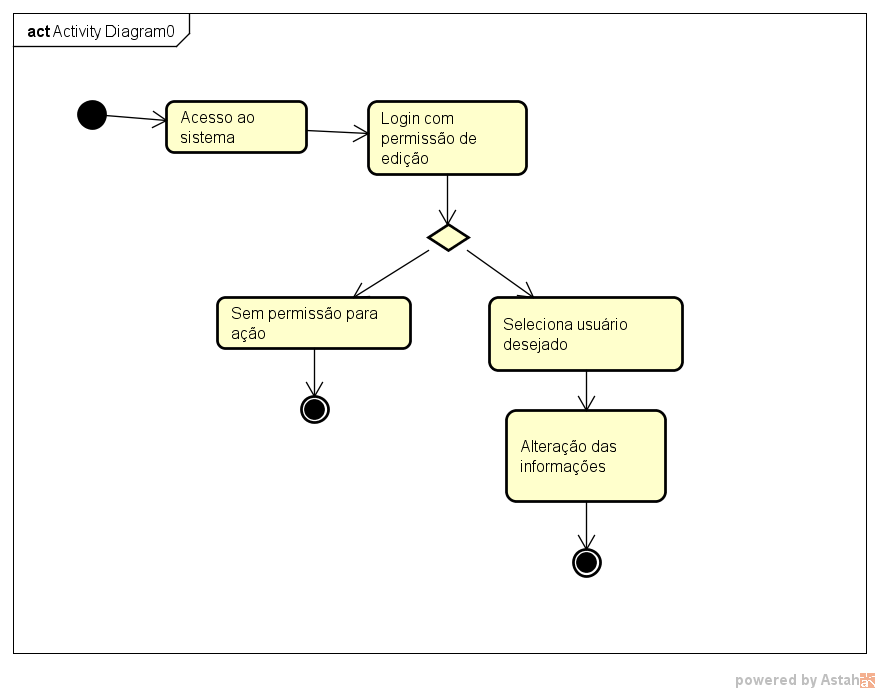 act Activity Diagram0
Acesso ao
sistema
Login com
permissão de
edição
Sem permissão para
ação
Seleciona usuário
desejado
Alteração das
informações
powered by Astah